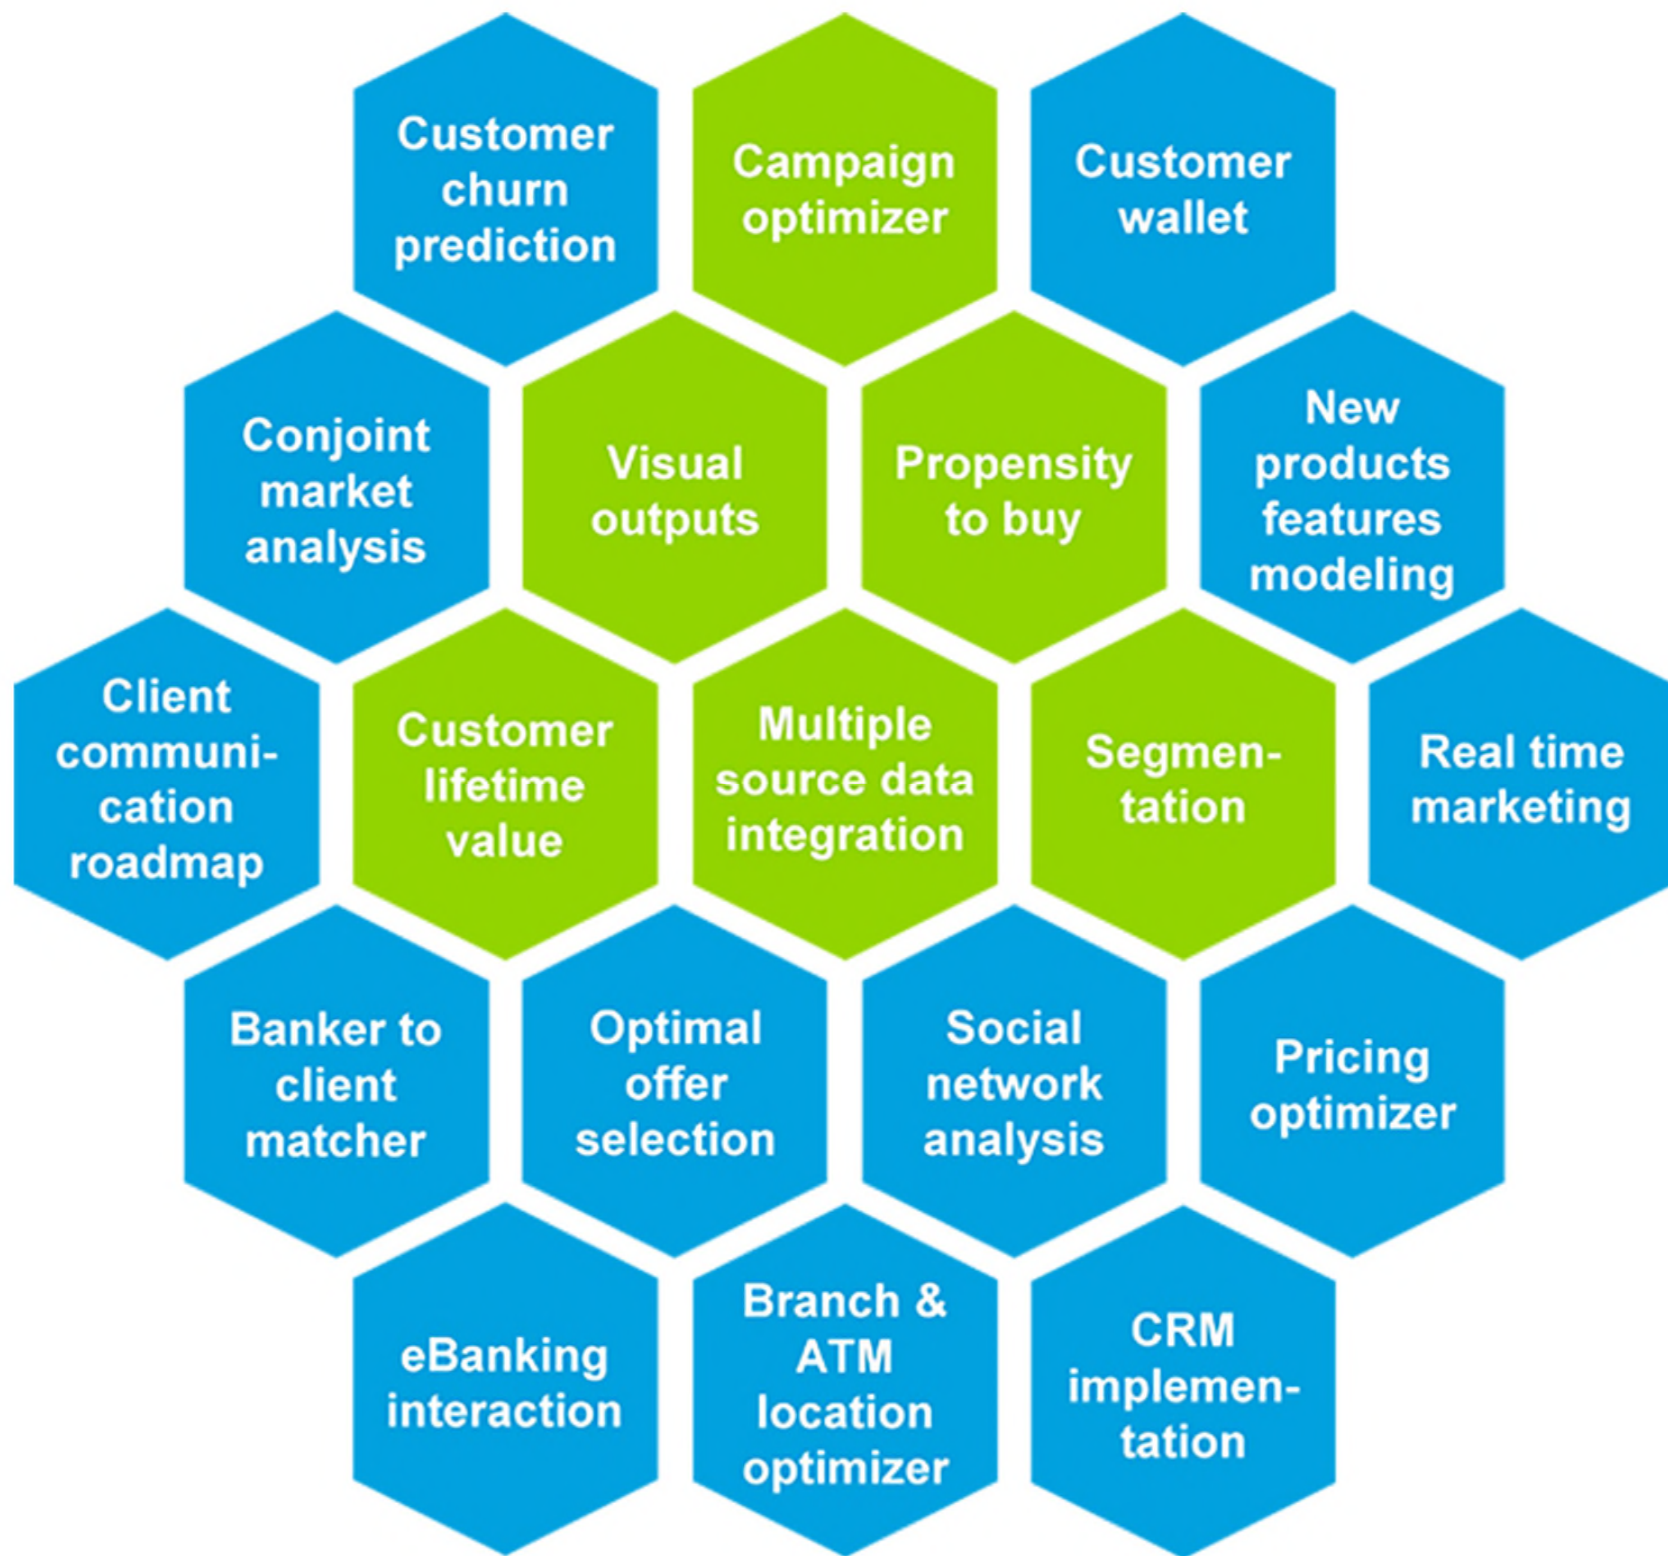 Customer
churn
prediction
Campaign
optimizer
Customer
wallet
Conjoint
market
analysis
Visual
outputs
Propensity
to buy
New
products
features
modeling
Client
communi-
cation
roadmap
Customer
lifetime
value
Multiple
source data
integration
Segmen-
tation
Real time
marketing
Banker to
client
matcher
Optimal
offer
selection
Social
network
analysis
Pricing
optimizer
eBanking
interaction
Branch &
ATM
location
optimizer
CRM
implemen-
tation